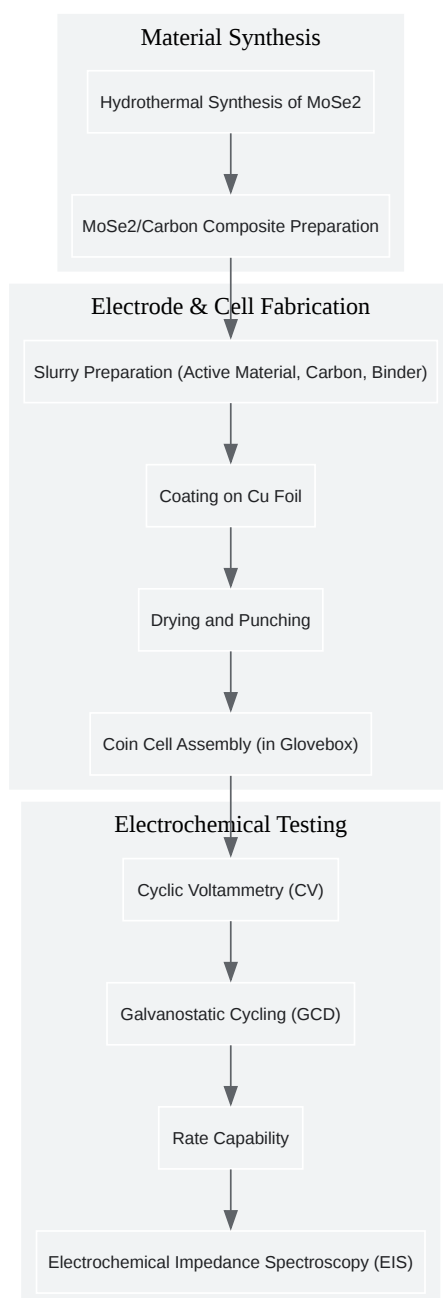 Material Synthesis
Hydrothermal Synthesis of MoSe2
MoSe2/Carbon Composite Preparation
Electrode & Cell Fabrication
Slurry Preparation (Active Material, Carbon, Binder)
Coating on Cu Foil
Drying and Punching
Coin Cell Assembly (in Glovebox)
Electrochemical Testing
Cyclic Voltammetry (CV)
Galvanostatic Cycling (GCD)
Rate Capability
Electrochemical Impedance Spectroscopy (EIS)